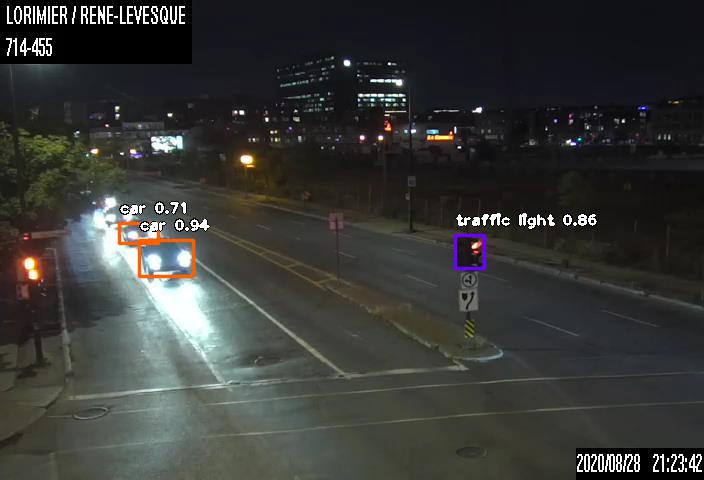 LORIMIER / RENE-LEVESQUE
714-455
car 0.71
car 0.94
traffic light 0.86
2020/08/28 21:23:42